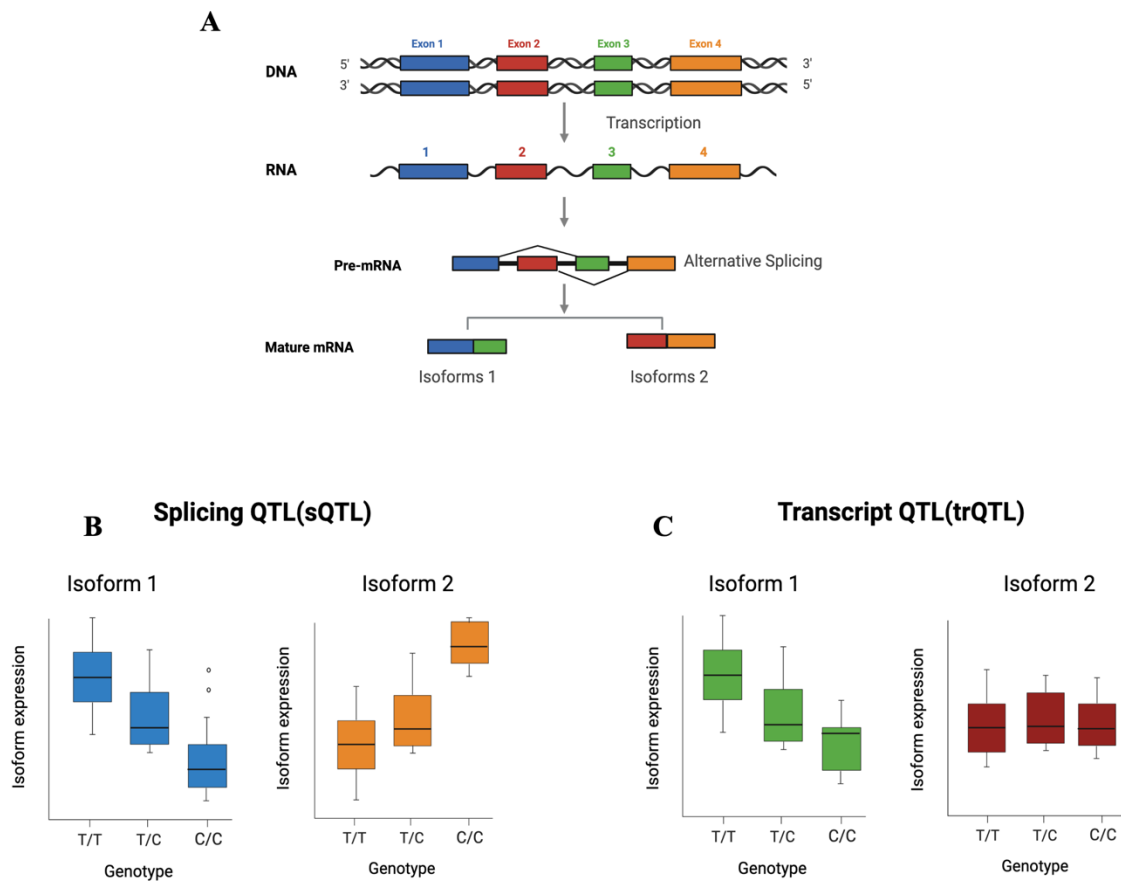 A
Exon 1 Exon 2 Exon 3 Exon 4
DNA 5' 3'
3' 5'
Transcription
1 2 3 4
RNA
Pre-mRNA Alternative Splicing
Mature mRNA
Isoforms 1 Isoforms 2
B Splicing QTL(sQTL)
Isoform 1 Isoform 2
Isoform expression Isoform expression
T/T T/C C/C T/T T/C C/C
Genotype Genotype
C Transcript QTL(trQTL)
Isoform 1 Isoform 2
Isoform expression Isoform expression
T/T T/C C/C T/T T/C C/C
Genotype Genotype